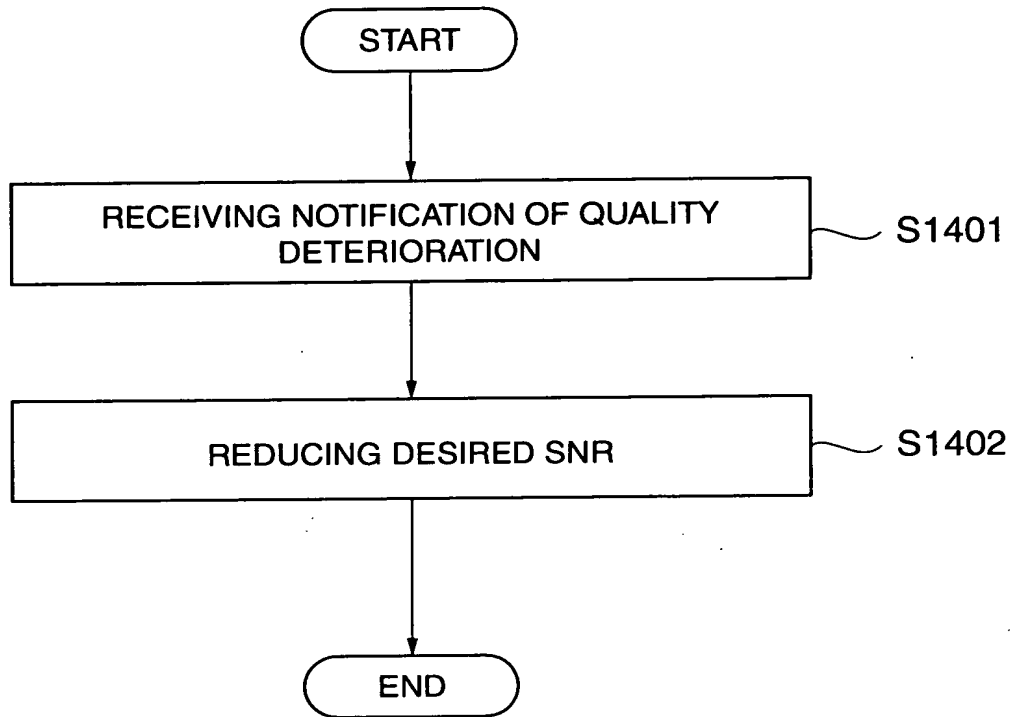 START
RECEIVING NOTIFICATION OF QUALITY
DETERIORATION
S1401
REDUCING DESIRED SNR
S1402
END